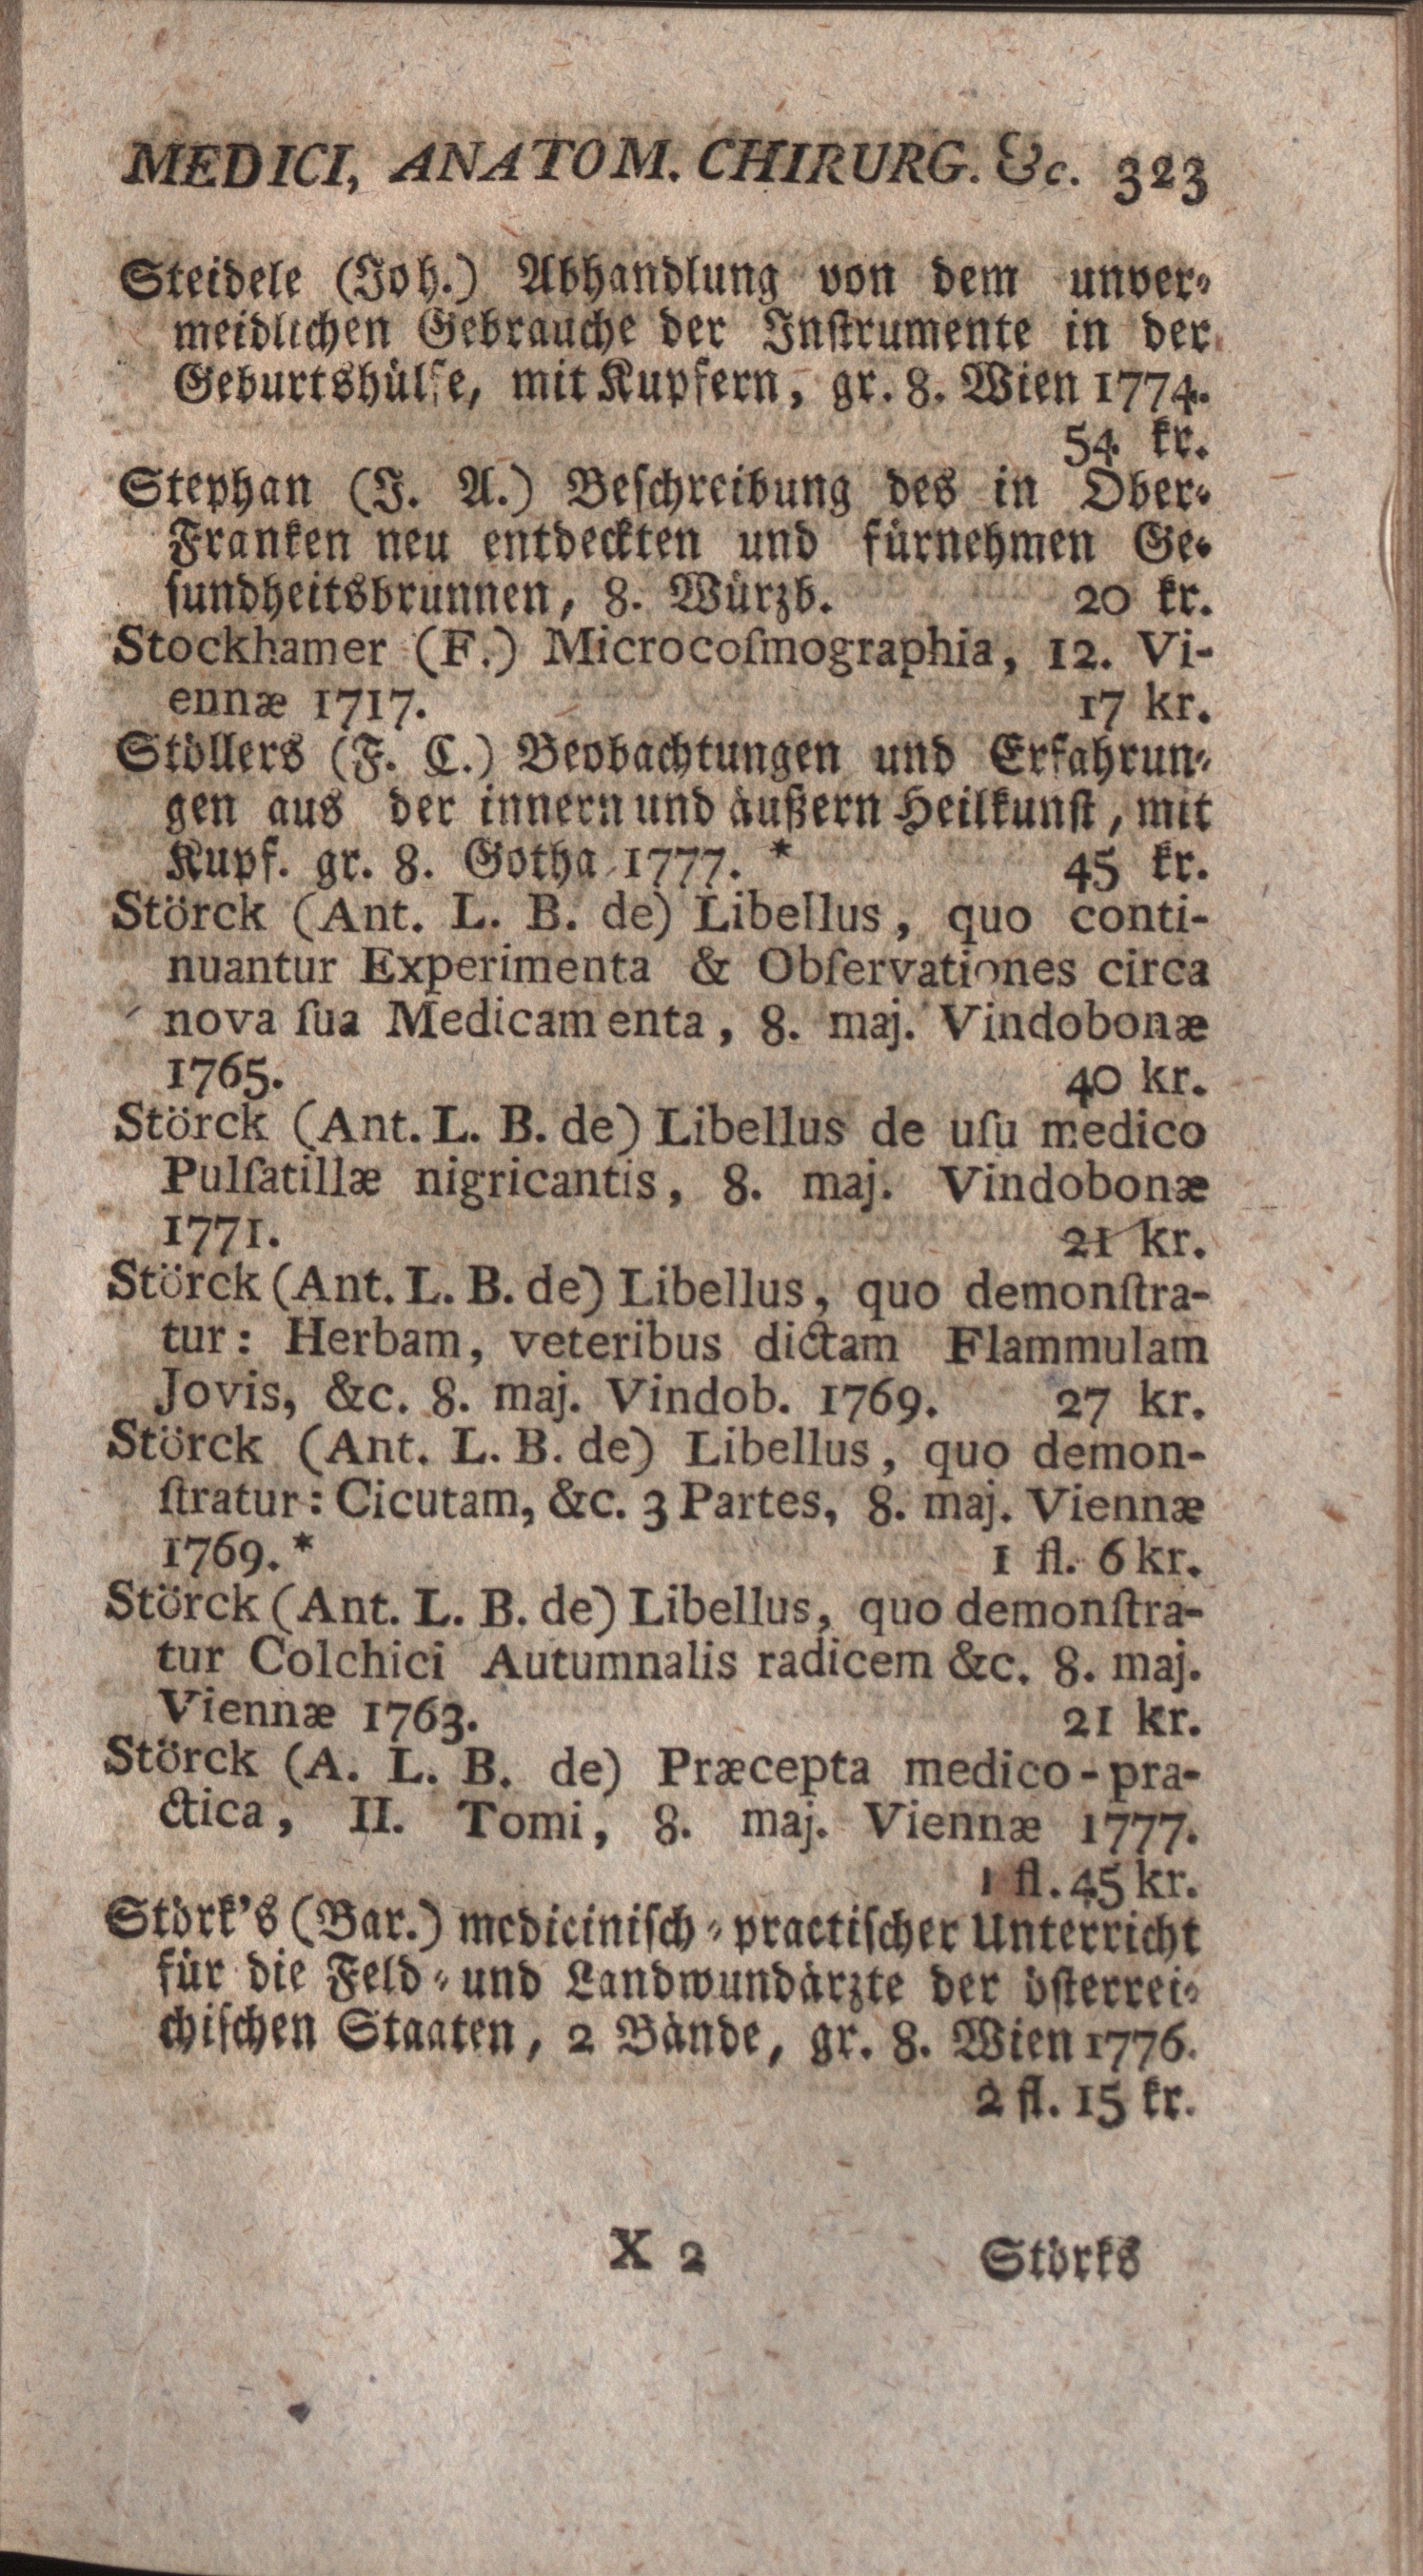 MEDICI, ANATOM. CHIRURG. &c. 323
Steidele (Joh.) Abhandlung von dem unver-
meidlichen Gebrauche der Inſtrumente in der
Geburtshülfe, mit Kupfern, gr. 8. Wien 1774.
54 kr.
Stephan (J. A.) Beſchreibung des in Ober-
Franken neu entdeckten und fürnehmen Ge-
ſundheitsbrunnen, 8. Würzb. 20 kr.
Stockhamer (F.) Microcoſmographia, 12. Vi-
ennæ 1717. 17 kr.
Stöllers (F. C.) Beobachtungen und Erfahrun-
gen aus der innern und äußern Heilkunſt, mit
Kupf. gr. 8. Gotha 1777. * 45 kr.
Störck (Ant. L. B. de) Libellus, quo conti-
nuantur Experimenta & Obſervationes circa
nova ſua Medicamenta, 8. maj. Vindobonæ
1765. 40 kr.
Störck (Ant. L. B. de) Libellus de uſu medico
Pulſatillæ nigricantis, 8. maj. Vindobonæ
1771. 21 kr.
Störck (Ant. L. B. de) Libellus, quo demonſtra-
tur: Herbam, veteribus dictam Flammulam
Jovis, &c. 8. maj. Vindob. 1769. 27 kr.
Störck (Ant. L. B. de) Libellus, quo demon-
ſtratur: Cicutam, &c. 3 Partes, 8. maj. Viennæ
1769. * 1 fl. 6 kr.
Störck (Ant. L. B. de) Libellus, quo demonſtra-
tur Colchici Autumnalis radicem &c. 8. maj.
Viennæ 1763. 21 kr.
Störck (A. L. B. de) Præcepta medico-pra-
ctica, II. Tomi, 8. maj. Viennæ 1777.
1 fl. 45 kr.
Störk's (Bar.) mediciniſch-practiſcher Unterricht
für die Feld- und Landwundärzte der öſterrei-
chiſchen Staaten, 2 Bände, gr. 8. Wien 1776.
2 fl. 15 kr.
X 2 Störks